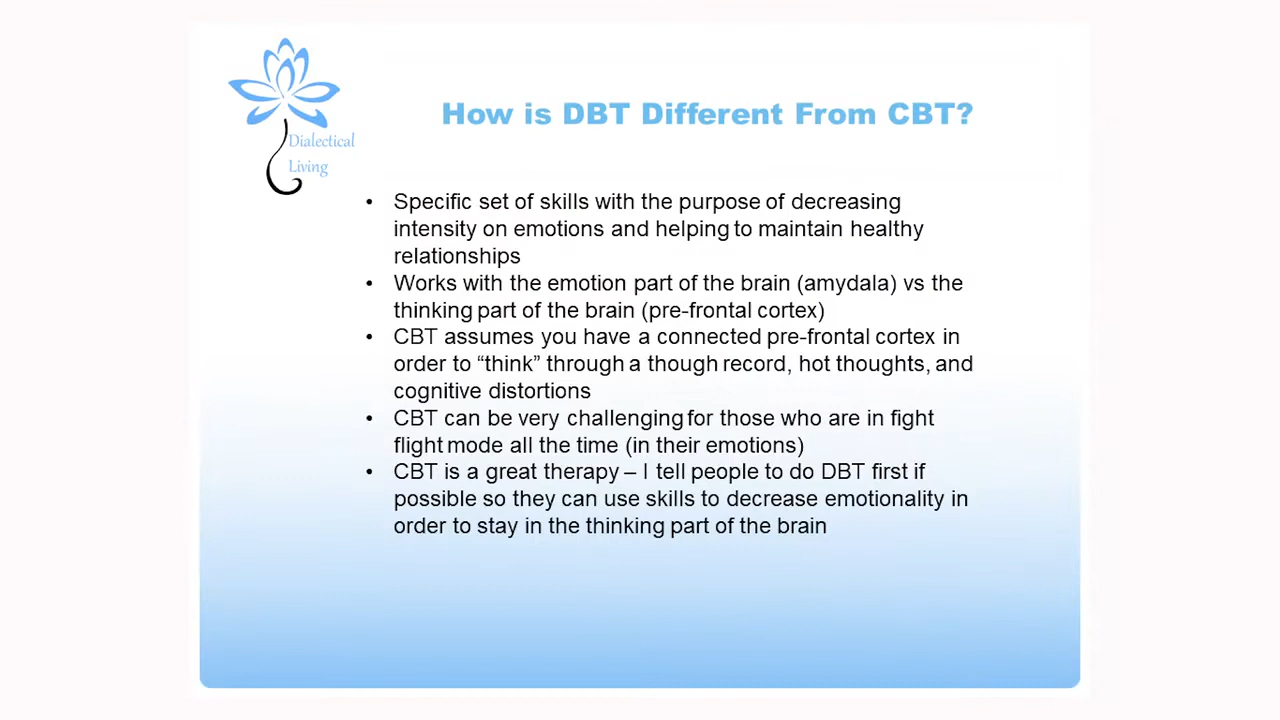 Dialectical
Living
How is DBT Different From CBT?
• Specific set of skills with the purpose of decreasing
intensity on emotions and helping to maintain healthy
relationships
• Works with the emotion part of the brain (amydala) vs the
thinking part of the brain (pre-frontal cortex)
• CBT assumes you have a connected pre-frontal cortex in
order to “think” through a though record, hot thoughts, and
cognitive distortions
• CBT can be very challenging for those who are in fight
flight mode all the time (in their emotions)
• CBT is a great therapy – I tell people to do DBT first if
possible so they can use skills to decrease emotionality in
order to stay in the thinking part of the brain